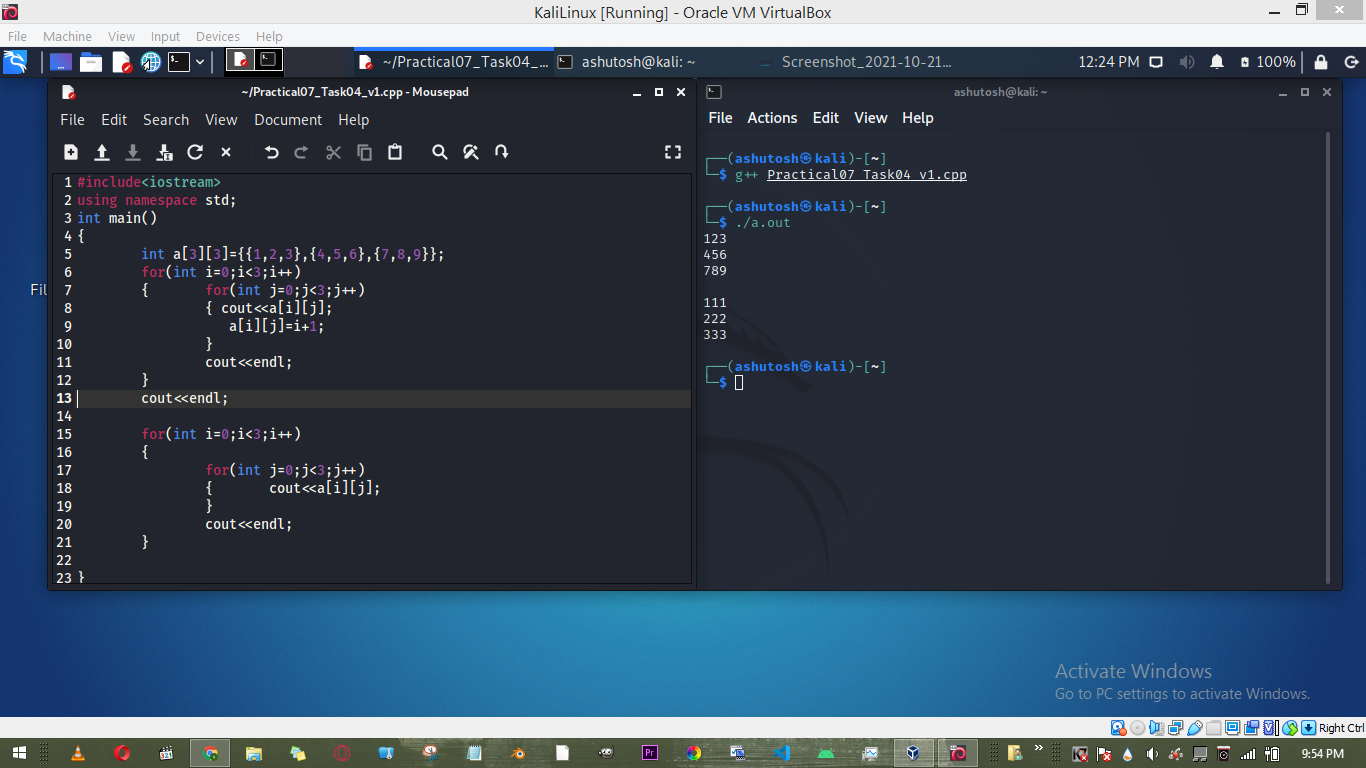 KaliLinux [Running] - Oracle VM VirtualBox
File Machine View Input Devices Help
~/Practical07_Task04_... ashutosh@kali: ~ Screenshot_2021-10-21... 12:24 PM 100%
~/Practical07_Task04_v1.cpp - Mousepad
File Edit Search View Document Help
1 #include<iostream>
2 using namespace std;
3 int main()
4 {
5 int a[3][3]={{1,2,3},{4,5,6},{7,8,9}};
6 for(int i=0;i<3;i++)
7 { for(int j=0;j<3;j++)
8 { cout<<a[i][j];
9 a[i][j]=i+1;
10 }
11 cout<<endl;
12 }
13 cout<<endl;
14
15 for(int i=0;i<3;i++)
16 {
17 for(int j=0;j<3;j++)
18 { cout<<a[i][j];
19 }
20 cout<<endl;
21 }
22
23 }
ashutosh@kali: ~
File Actions Edit View Help
┌──(ashutosh㉿kali)-[~]
└─$ g++ Practical07_Task04_v1.cpp
┌──(ashutosh㉿kali)-[~]
└─$ ./a.out
123
456
789
111
222
333
┌──(ashutosh㉿kali)-[~]
└─$
Fil
Activate Windows
Go to PC settings to activate Windows.
Right Ctrl
Pr
9:54 PM